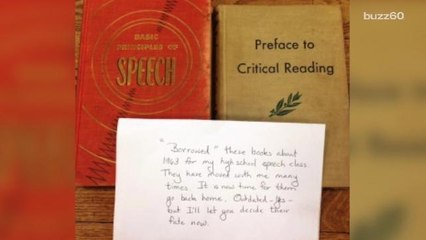 buzz60
BASIC
PRINCIPLES OF
SPEECH
Preface to
Critical Reading
"Borrowed" these books about
1963 for my high school speech class
They have moved with me many
times. It is now time for them
go back home. Outdated - yes -
but I'll let you decide their
fate now.